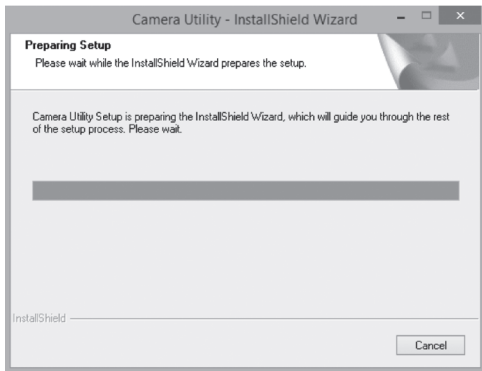 Camera Utility - InstallShield Wizard
Preparing Setup
Please wait while the InstallShield Wizard prepares the setup.
Camera Utility Setup is preparing the InstallShield Wizard, which will guide you through the rest
of the setup process. Please wait.
InstallShield
Cancel